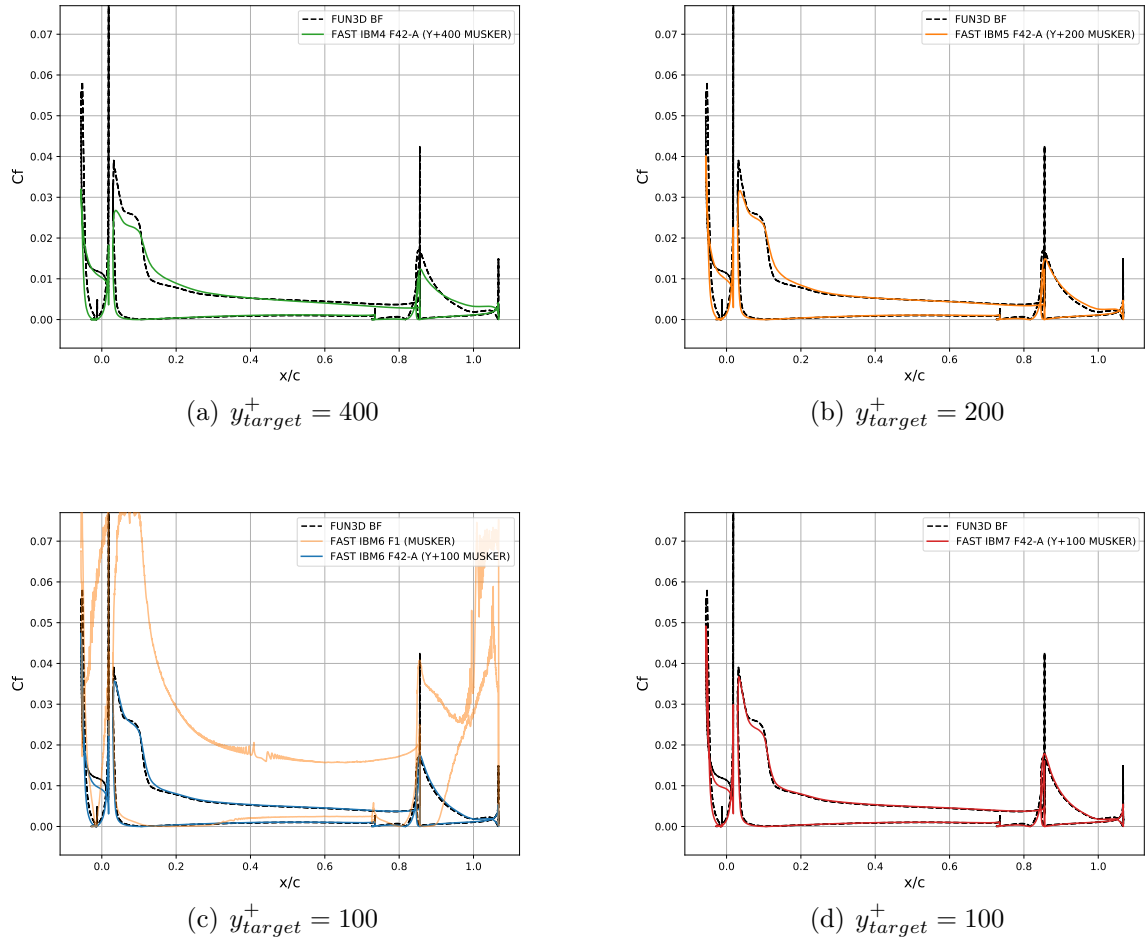 FUN3D BF
FAST IBM4 F42-A (Y+400 MUSKER)
0.07
0.06
0.05
0.04
0.03
0.02
0.01
0.00
Cf
0.0 0.2 0.4 0.6 0.8 1.0
x/c
(a) y+target = 400
FUN3D BF
FAST IBM5 F42-A (Y+200 MUSKER)
0.07
0.06
0.05
0.04
0.03
0.02
0.01
0.00
Cf
0.0 0.2 0.4 0.6 0.8 1.0
x/c
(b) y+target = 200
FUN3D BF
FAST IBM6 F1 (MUSKER)
FAST IBM6 F42-A (Y+100 MUSKER)
0.07
0.06
0.05
0.04
0.03
0.02
0.01
0.00
Cf
0.0 0.2 0.4 0.6 0.8 1.0
x/c
(c) y+target = 100
FUN3D BF
FAST IBM7 F42-A (Y+100 MUSKER)
0.07
0.06
0.05
0.04
0.03
0.02
0.01
0.00
Cf
0.0 0.2 0.4 0.6 0.8 1.0
x/c
(d) y+target = 100